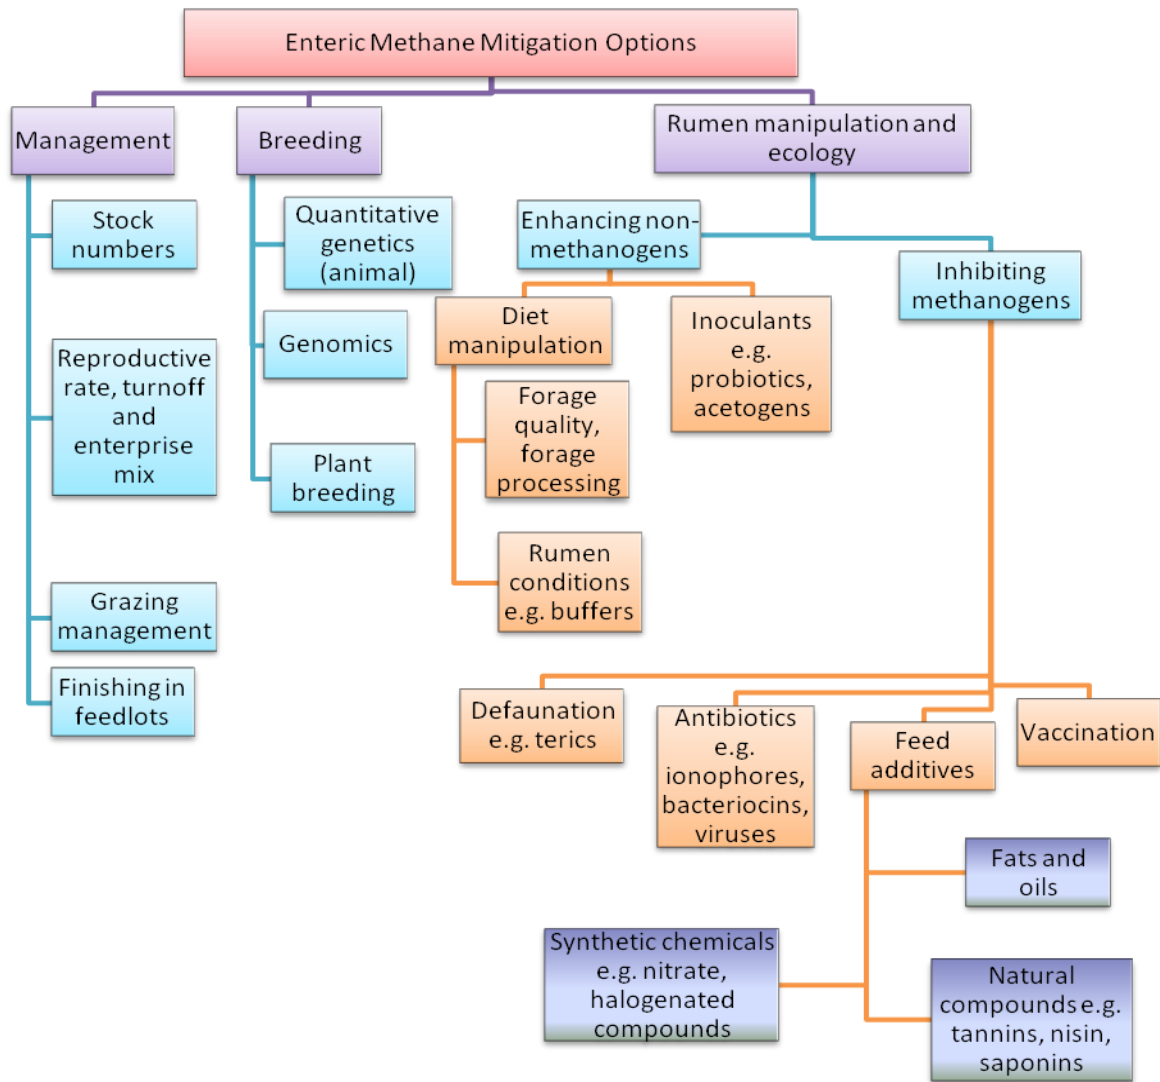 Enteric Methane Mitigation Options
Management
Breeding
Rumen manipulation and
ecology
Stock
numbers
Reproductive
rate, turnoff
and
enterprise
mix
Grazing
management
Finishing in
feedlots
Quantitative
genetics
(animal)
Genomics
Plant
breeding
Enhancing non-
methanogens
Diet
manipulation
Forage
quality,
forage
processing
Rumen
conditions
e.g. buffers
Inoculants
e.g.
probiotics,
acetogens
Inhibiting
methanogens
Defaunation
e.g. terics
Antibiotics
e.g.
ionophores,
bacteriocins,
viruses
Feed
additives
Vaccination
Fats and
oils
Synthetic chemicals
e.g. nitrate,
halogenated
compounds
Natural
compounds e.g.
tannins, nisin,
saponins